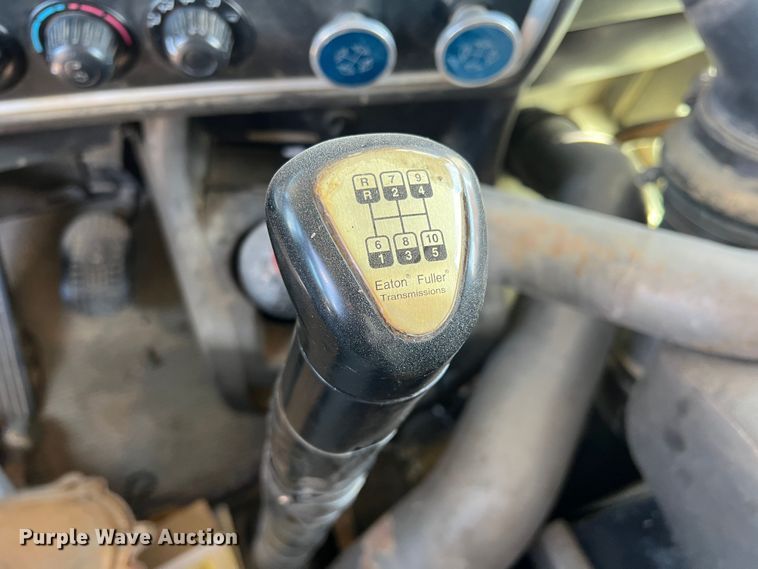 R 7 9
R 2 4
6 8 10
1 3 5
Eaton® Fuller®
Transmissions
Purple Wave Auction